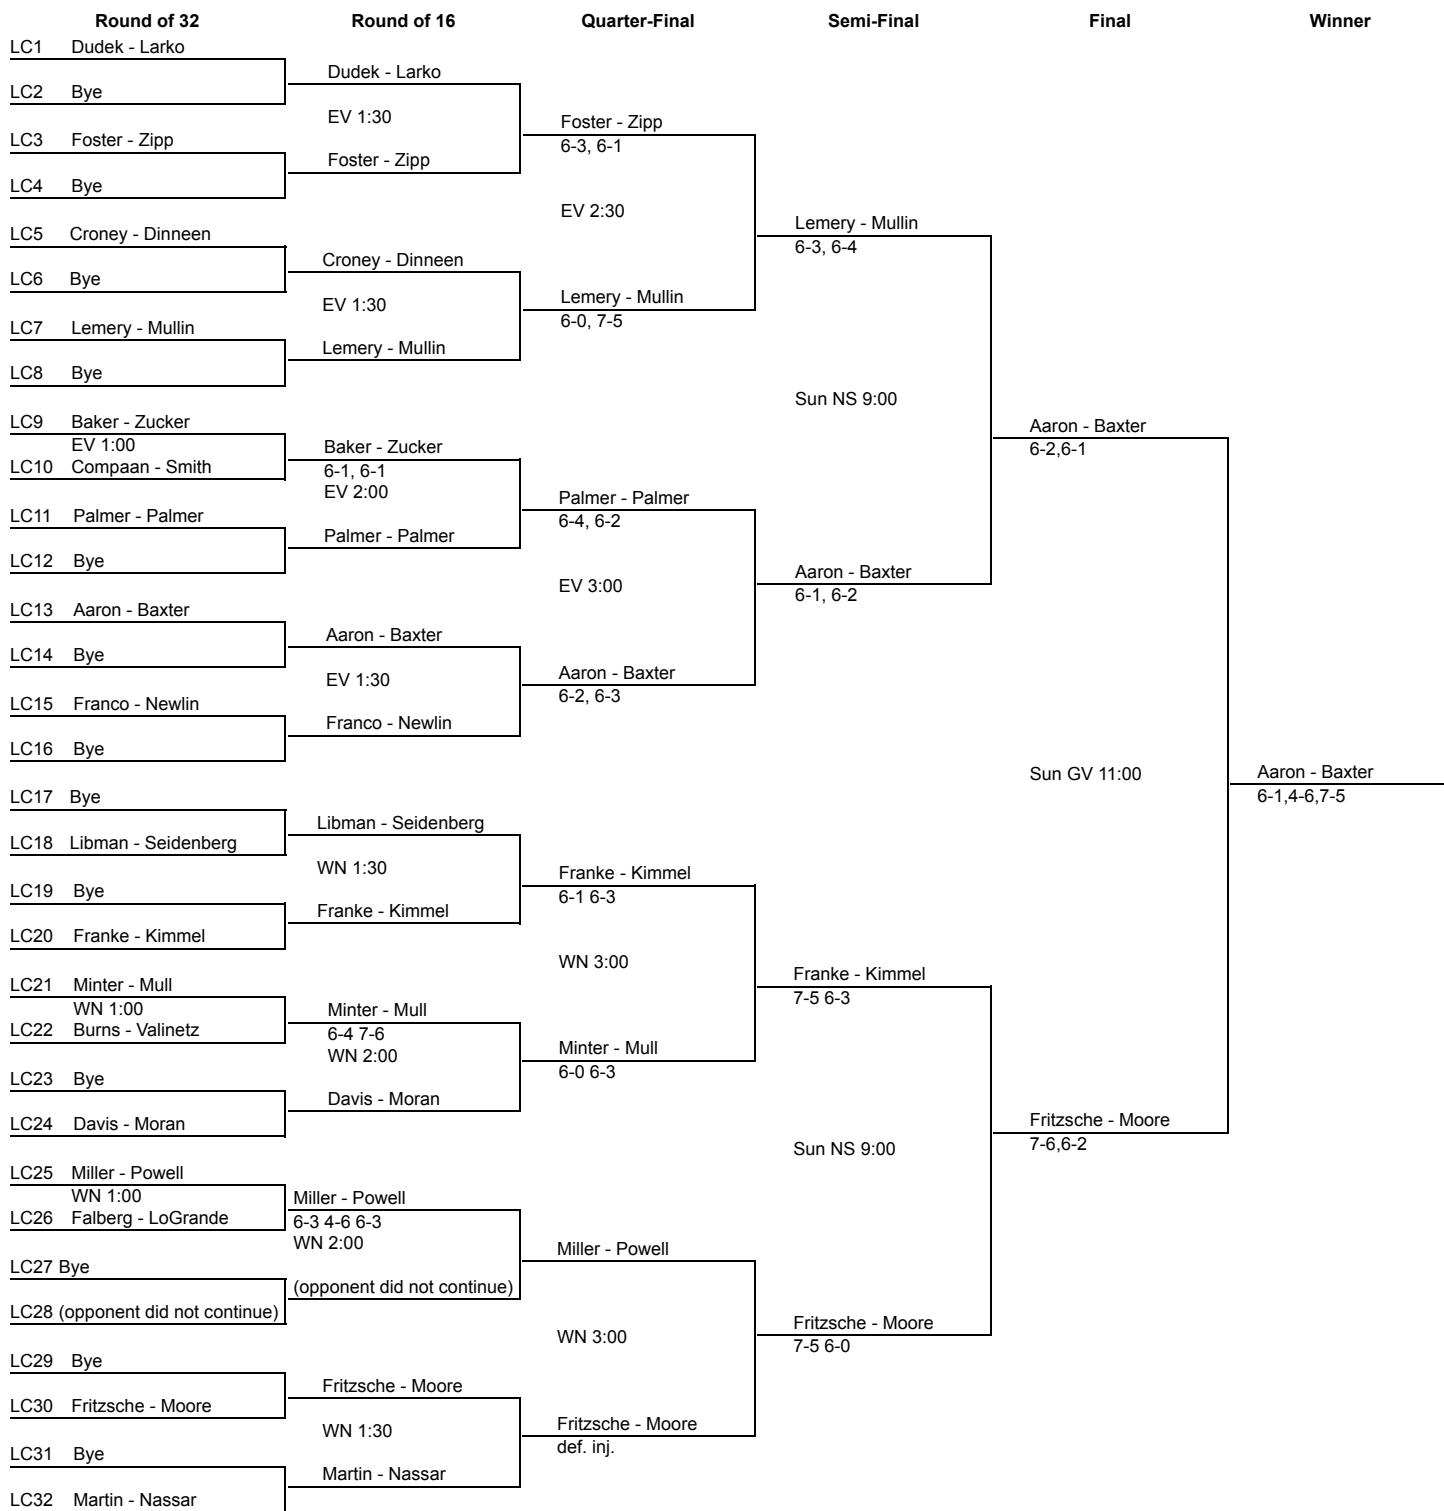 Round of 32
Round of 16
Quarter-Final
Semi-Final
Final
Winner
LC1 Dudek - Larko
LC2 Bye
LC3 Foster - Zipp
LC4 Bye
LC5 Croney - Dinneen
LC6 Bye
LC7 Lemery - Mullin
LC8 Bye
LC9 Baker - Zucker
EV 1:00
LC10 Compaan - Smith
LC11 Palmer - Palmer
LC12 Bye
LC13 Aaron - Baxter
LC14 Bye
LC15 Franco - Newlin
LC16 Bye
LC17 Bye
LC18 Libman - Seidenberg
LC19 Bye
LC20 Franke - Kimmel
LC21 Minter - Mull
WN 1:00
LC22 Burns - Valinetz
LC23 Bye
LC24 Davis - Moran
LC25 Miller - Powell
WN 1:00
LC26 Falberg - LoGrande
LC27 Bye
LC28 (opponent did not continue)
LC29 Bye
LC30 Fritzsche - Moore
LC31 Bye
LC32 Martin - Nassar
Dudek - Larko
EV 1:30
Foster - Zipp
Croney - Dinneen
EV 1:30
Lemery - Mullin
Baker - Zucker
6-1, 6-1
EV 2:00
Palmer - Palmer
Aaron - Baxter
EV 1:30
Franco - Newlin
Libman - Seidenberg
WN 1:30
Franke - Kimmel
Minter - Mull
6-4 7-6
WN 2:00
Davis - Moran
Miller - Powell
6-3 4-6 6-3
WN 2:00
(opponent did not continue)
Fritzsche - Moore
WN 1:30
Martin - Nassar
Foster - Zipp
6-3, 6-1
EV 2:30
Lemery - Mullin
6-0, 7-5
Palmer - Palmer
6-4, 6-2
EV 3:00
Aaron - Baxter
6-2, 6-3
Franke - Kimmel
6-1 6-3
WN 3:00
Minter - Mull
6-0 6-3
Miller - Powell
WN 3:00
Fritzsche - Moore
def. inj.
Lemery - Mullin
6-3, 6-4
Sun NS 9:00
Aaron - Baxter
6-1, 6-2
Franke - Kimmel
7-5 6-3
Sun NS 9:00
Fritzsche - Moore
7-5 6-0
Aaron - Baxter
6-2,6-1
Sun GV 11:00
Fritzsche - Moore
7-6,6-2
Aaron - Baxter
6-1,4-6,7-5